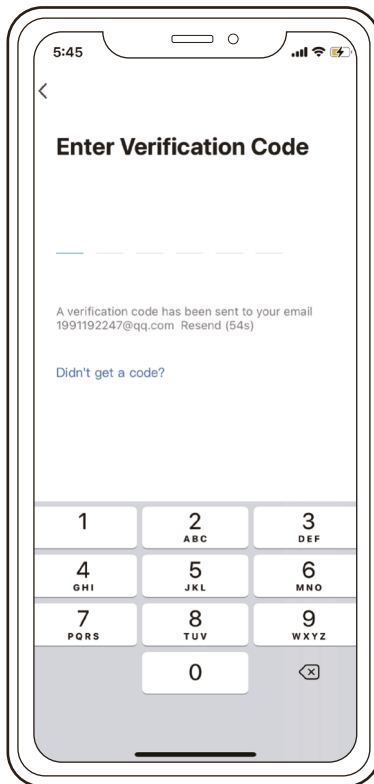 5:45
Enter Verification Code
A verification code has been sent to your email
1991192247@qq.com Resend (54s)
Didn't get a code?
1
2
ABC
3
DEF
4
GHI
5
JKL
6
MNO
7
PQRS
8
TUV
9
WXYZ
0